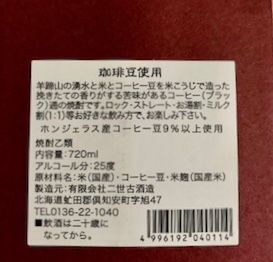 珈琲豆使用
羊蹄山の湧水と米とコーヒー豆を米こうじで造った
挽きたての香りがする苦味があるコーヒー(ブラック)
通の焼酎です。ロック・ストレート・お湯割・ミルク
割(1:1)等お好きな飲み方で、お楽しみ下さい。
ホンジェラス産コーヒー豆9%以上使用
焼酎乙類
内容量:720ml
アルコール分:25度
原材料名:米(国産)・コーヒー豆・米麹(国産米)
製造元:有限会社二世古酒造
北海道虻田郡倶知安町字旭47
TEL0136-22-1040
■飲酒は二十歳に
なってから。
4 996192 040114